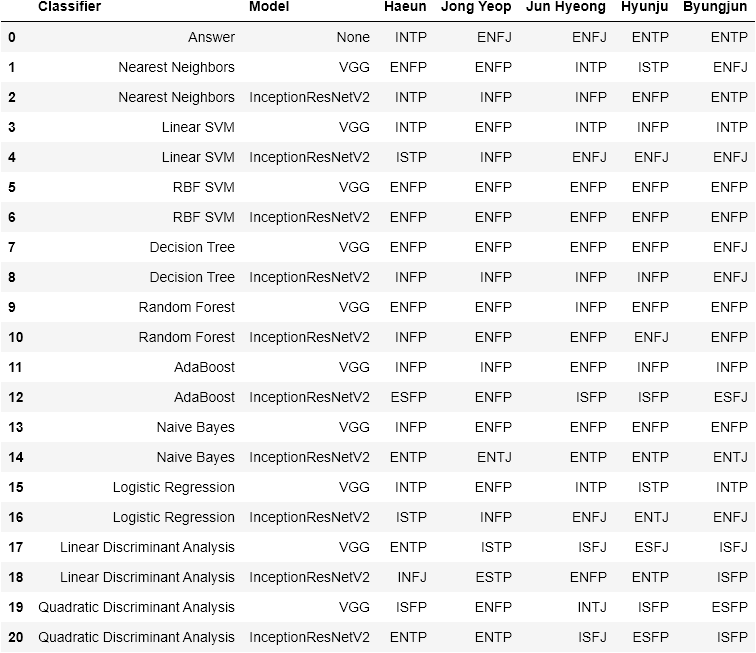 Classifier Model Haeun Jong Yeop Jun Hyeong Hyunju Byungjun
0 Answer None INTP ENFJ ENFJ ENTP ENTP
1 Nearest Neighbors VGG ENFP ENFP INTP ISTP ENFJ
2 Nearest Neighbors InceptionResNetV2 INTP INFP INFP ENFP ENTP
3 Linear SVM VGG INTP ENFP INTP INFP INTP
4 Linear SVM InceptionResNetV2 ISTP INFP ENFJ ENFJ ENFJ
5 RBF SVM VGG ENFP ENFP ENFP ENFP ENFP
6 RBF SVM InceptionResNetV2 ENFP ENFP ENFP ENFP ENFP
7 Decision Tree VGG ENFP ENFP ENFP ENFP ENFJ
8 Decision Tree InceptionResNetV2 INFP INFP INFP INFP ENFJ
9 Random Forest VGG ENFP ENFP INFP ENFP ENFP
10 Random Forest InceptionResNetV2 INFP ENFP ENFP ENFJ ENFP
11 AdaBoost VGG INFP INFP ENFP INFP INFP
12 AdaBoost InceptionResNetV2 ESFP ENFP ISFP ISFP ESFJ
13 Naive Bayes VGG INFP ENFP ENFP ENFP ENFP
14 Naive Bayes InceptionResNetV2 ENTP ENTJ ENTP ENTP ENTJ
15 Logistic Regression VGG INTP ENFP INTP ISTP INTP
16 Logistic Regression InceptionResNetV2 ISTP INFP ENFJ ENTJ ENFJ
17 Linear Discriminant Analysis VGG ENTP ISTP ISFJ ESFJ ISFJ
18 Linear Discriminant Analysis InceptionResNetV2 INFJ ESTP ENFP ENTP ISFP
19 Quadratic Discriminant Analysis VGG ISFP ENFP INTJ ISFP ESFP
20 Quadratic Discriminant Analysis InceptionResNetV2 ENTP ENTP ISFJ ESFP ISFP